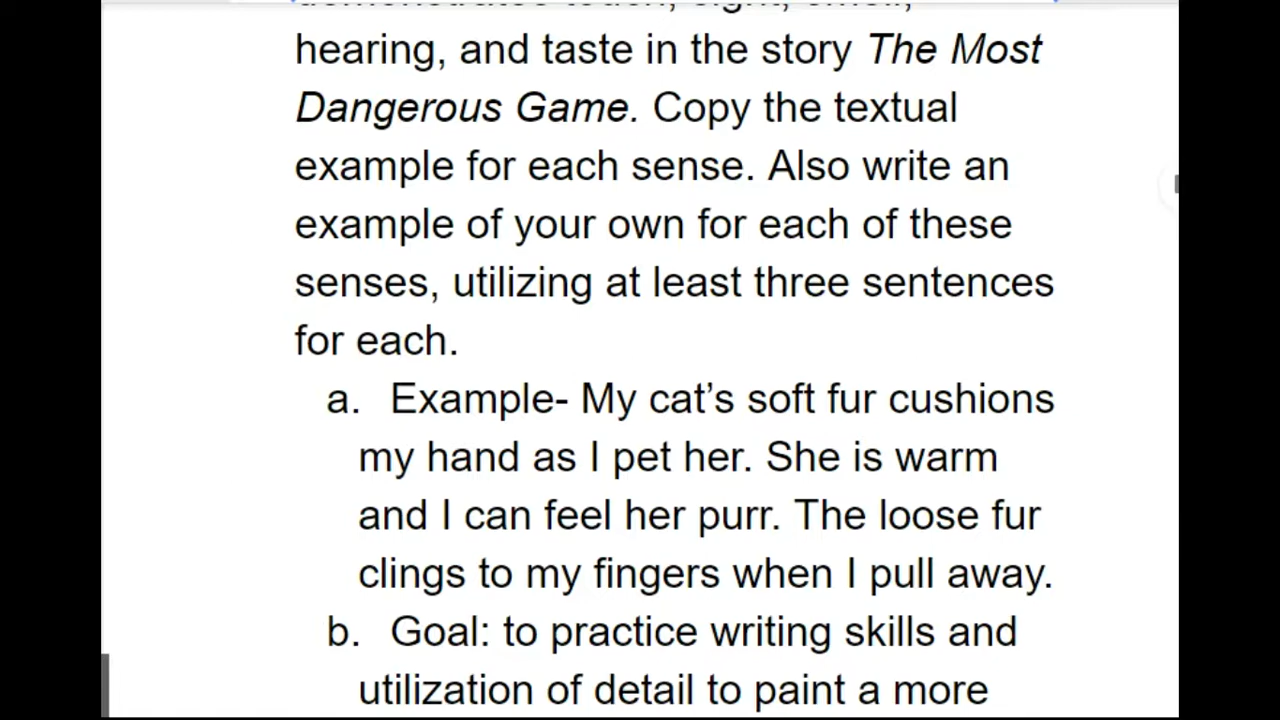 hearing, and taste in the story The Most
Dangerous Game. Copy the textual
example for each sense. Also write an
example of your own for each of these
senses, utilizing at least three sentences
for each.
a. Example- My cat’s soft fur cushions
my hand as I pet her. She is warm
and I can feel her purr. The loose fur
clings to my fingers when I pull away.
b. Goal: to practice writing skills and
utilization of detail to paint a more